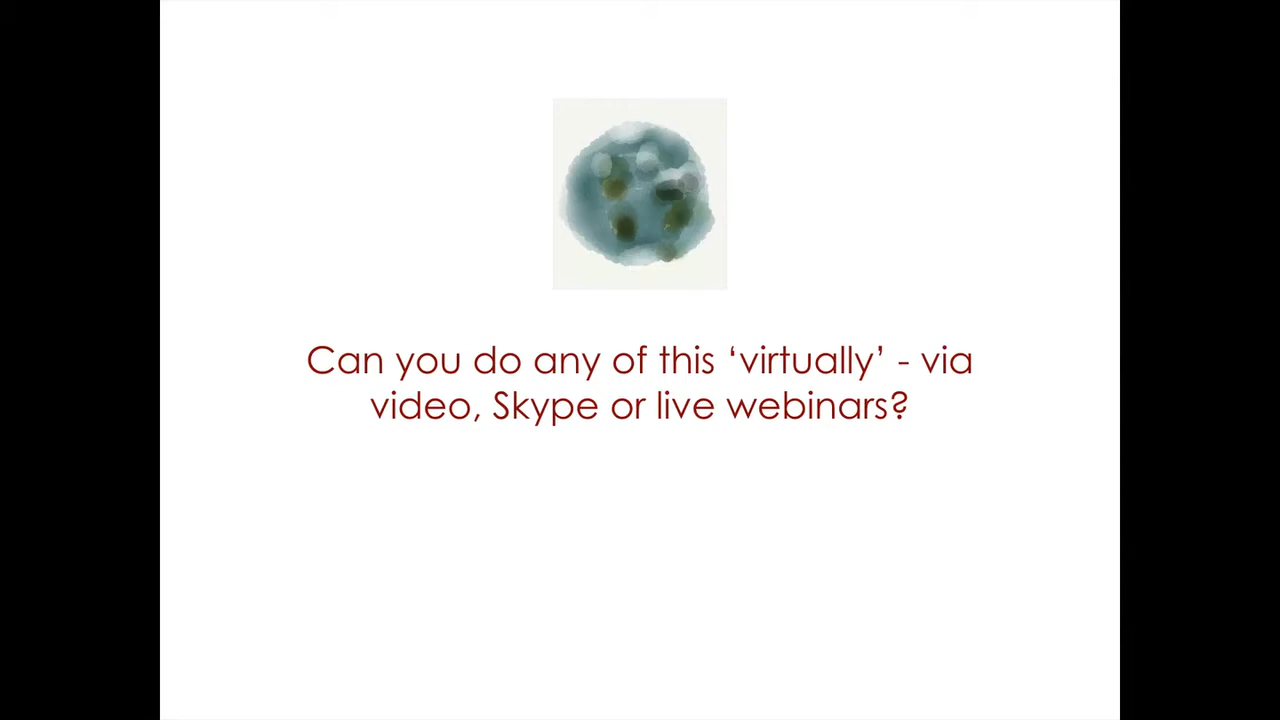 Can you do any of this ‘virtually’ - via
video, Skype or live webinars?